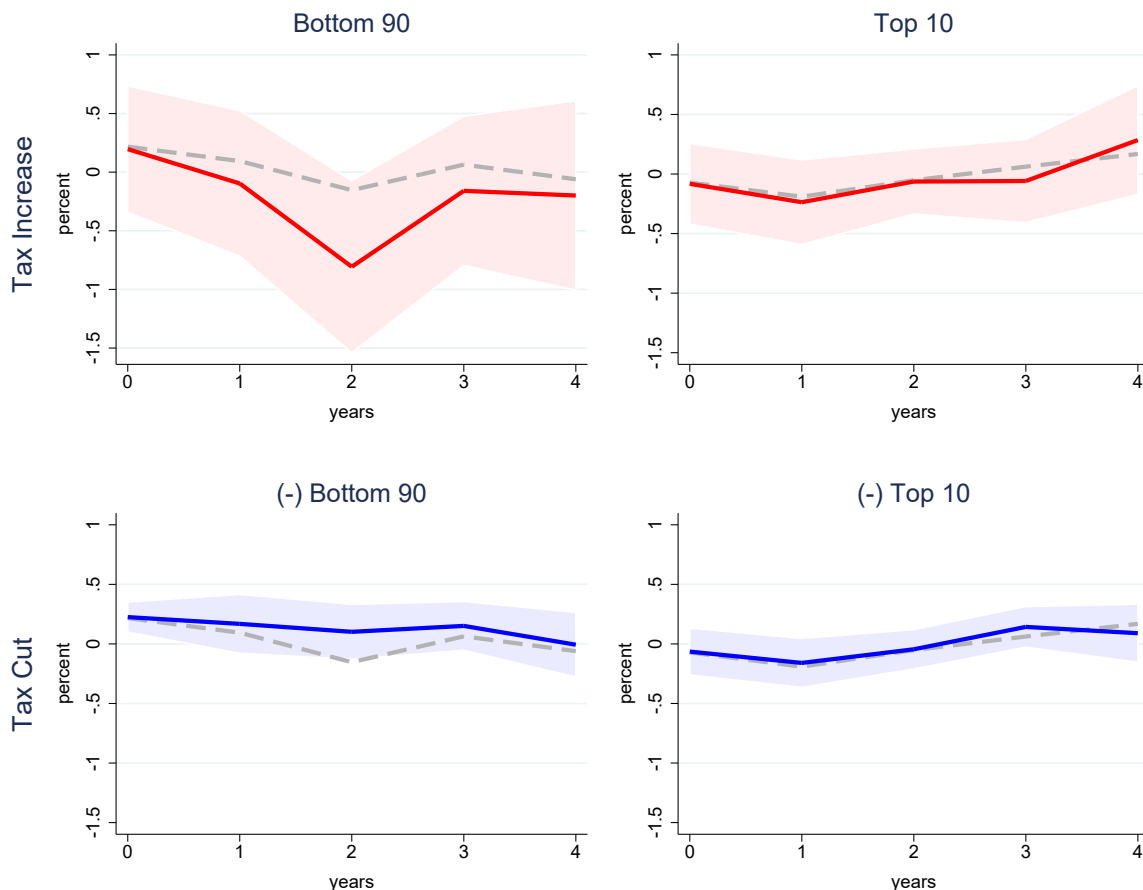 Bottom 90
Top 10
Tax Increase
percent
1
.5
0
-.5
-1
-1.5
0 1 2 3 4
years
percent
1
.5
0
-.5
-1
-1.5
0 1 2 3 4
years
(-) Bottom 90
(-) Top 10
Tax Cut
percent
1
.5
0
-.5
-1
-1.5
0 1 2 3 4
years
percent
1
.5
0
-.5
-1
-1.5
0 1 2 3 4
years